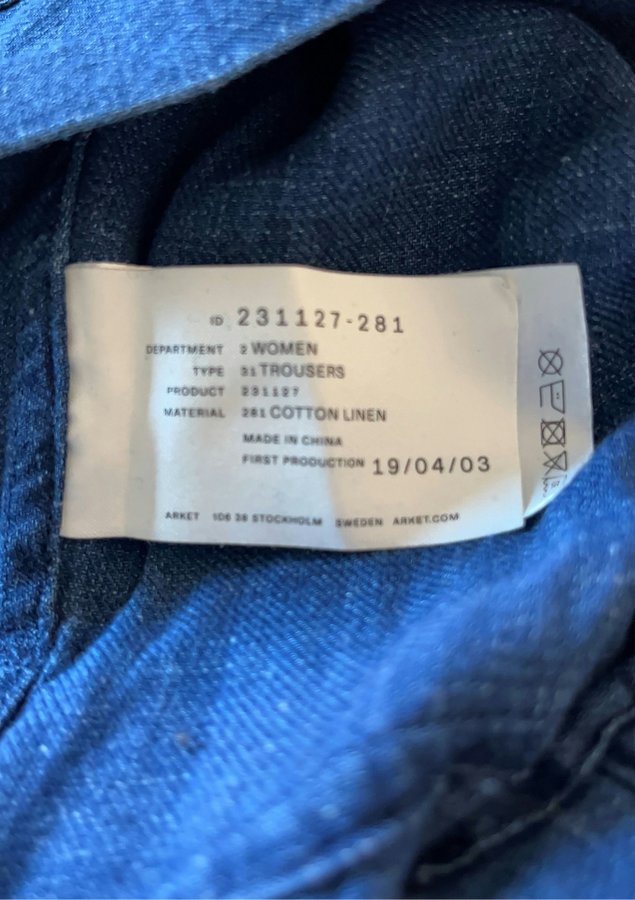 ID 231127-281
DEPARTMENT 2 WOMEN
TYPE 31 TROUSERS
PRODUCT 231127
MATERIAL 281 COTTON LINEN
MADE IN CHINA
FIRST PRODUCTION 19/04/03
ARKET 106 38 STOCKHOLM SWEDEN ARKET.COM